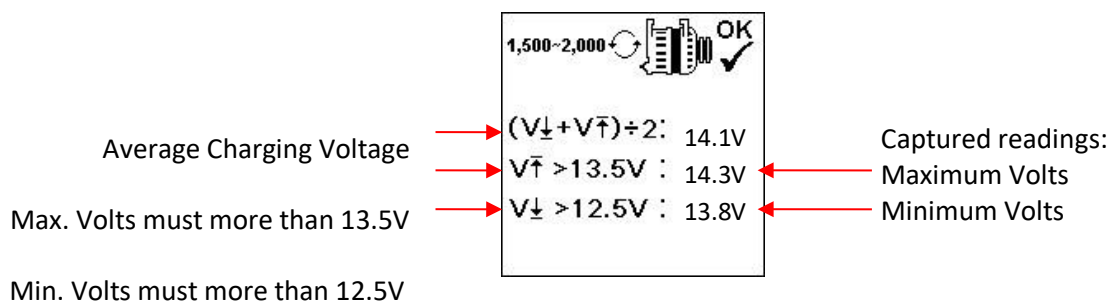 1,500~2,000 OK
(V↓+V↑)÷2: 14.1V
V↑ >13.5V : 14.3V
V↓ >12.5V : 13.8V
Average Charging Voltage
Max. Volts must more than 13.5V
Min. Volts must more than 12.5V
Captured readings:
Maximum Volts
Minimum Volts